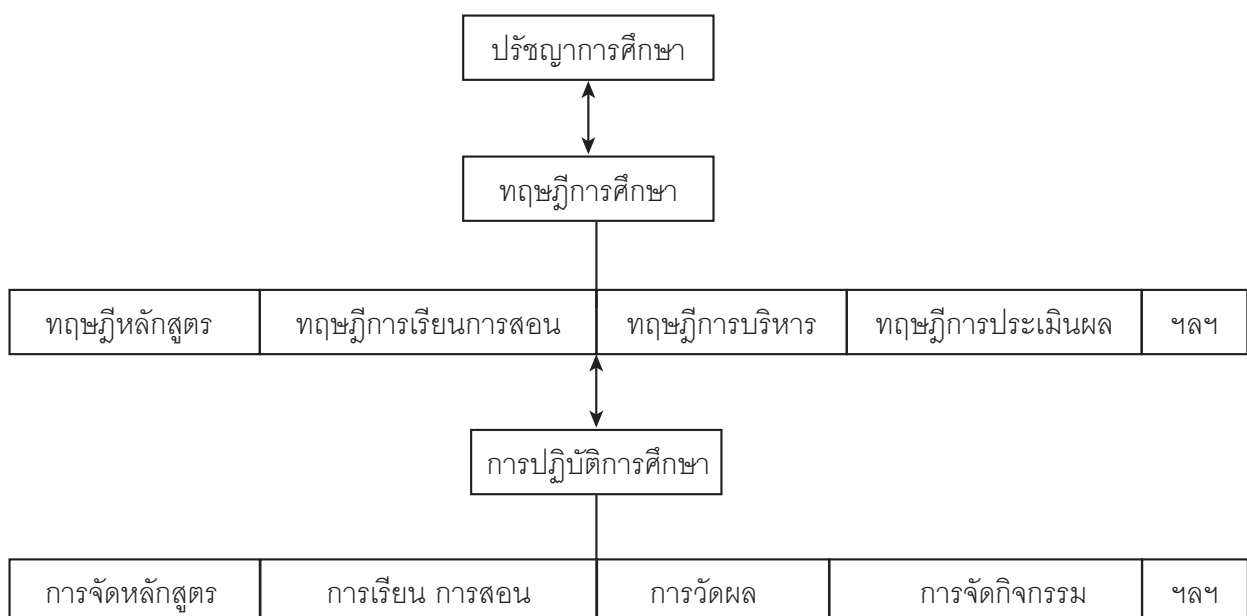 ปรัชญาการศึกษา
ทฤษฎีการศึกษา
ทฤษฎีหลักสูตร ทฤษฎีการเรียนการสอน ทฤษฎีการบริหาร ทฤษฎีการประเมินผล ฯลฯ
การปฏิบัติการศึกษา
การจัดหลักสูตร การเรียน การสอน การวัดผล การจัดกิจกรรม ฯลฯ